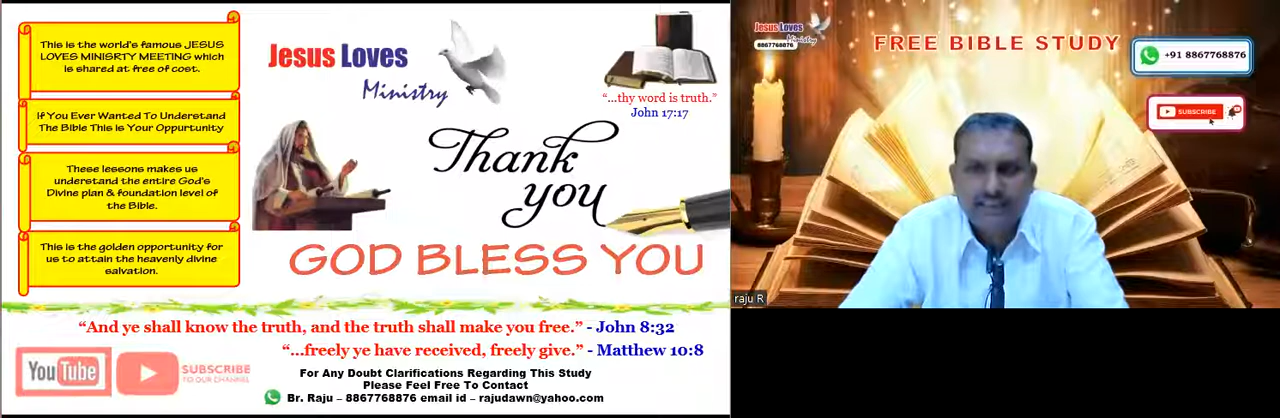 This is the world's famous JESUS
LOVES MINISRTY MEETING which
is shared at free of cost.
If You Ever Wanted To Understand
The Bible This is Your Oppurtunity
These lessons makes us
understand the entire God's
Divine plan & foundation level of
the Bible.
This is the golden opportunity for
us to attain the heavenly divine
salvation.
Jesus Loves
Ministry
"...thy word is truth."
John 17:17
Thank
you
GOD BLESS YOU
"And ye shall know the truth, and the truth shall make you free." - John 8:32
"...freely ye have received, freely give." - Matthew 10:8
YouTube
SUBSCRIBE
TO OUR CHANNEL
For Any Doubt Clarifications Regarding This Study
Please Feel Free To Contact
Br. Raju – 8867768876 email id – rajudawn@yahoo.com
Jesus Loves
Ministry
8867768876
FREE BIBLE STUDY
+91 8867768876
SUBSCRIBE
raju R